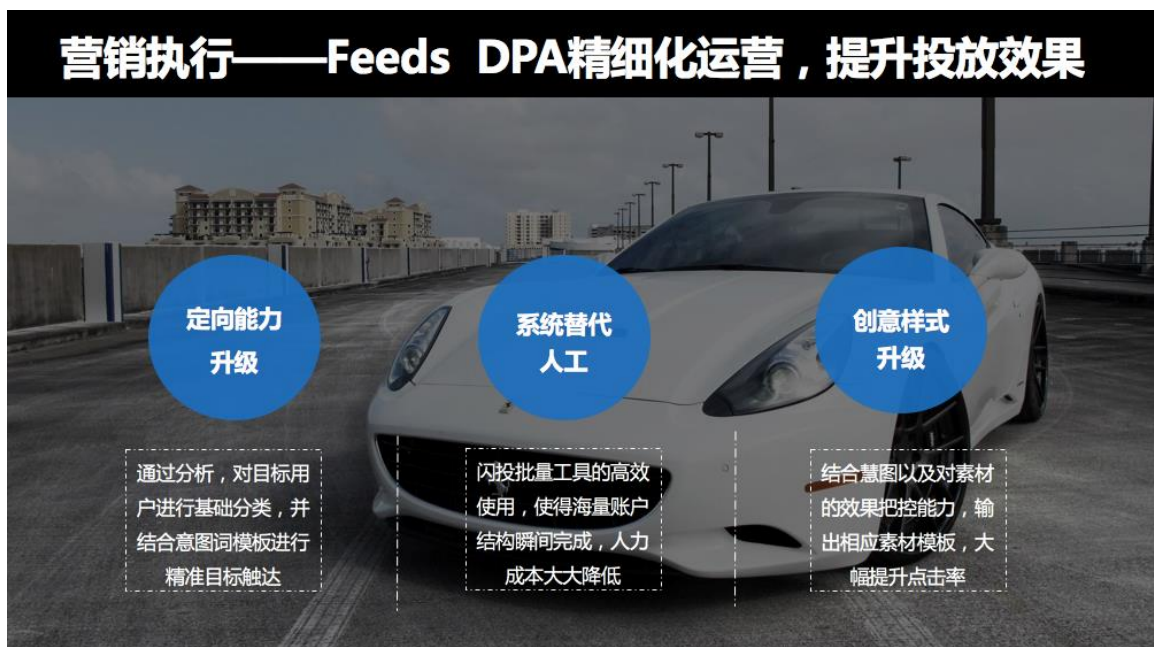 营销执行——Feeds DPA精细化运营，提升投放效果
定向能力
升级
通过分析，对目标用
户进行基础分类，并
结合意图词模板进行
精准目标触达
系统替代
人工
闪投批量工具的高效
使用，使得海量账户
结构瞬间完成，人力
成本大大降低
创意样式
升级
结合慧图以及对素材
的效果把控能力，输
出相应素材模板，大
幅提升点击率